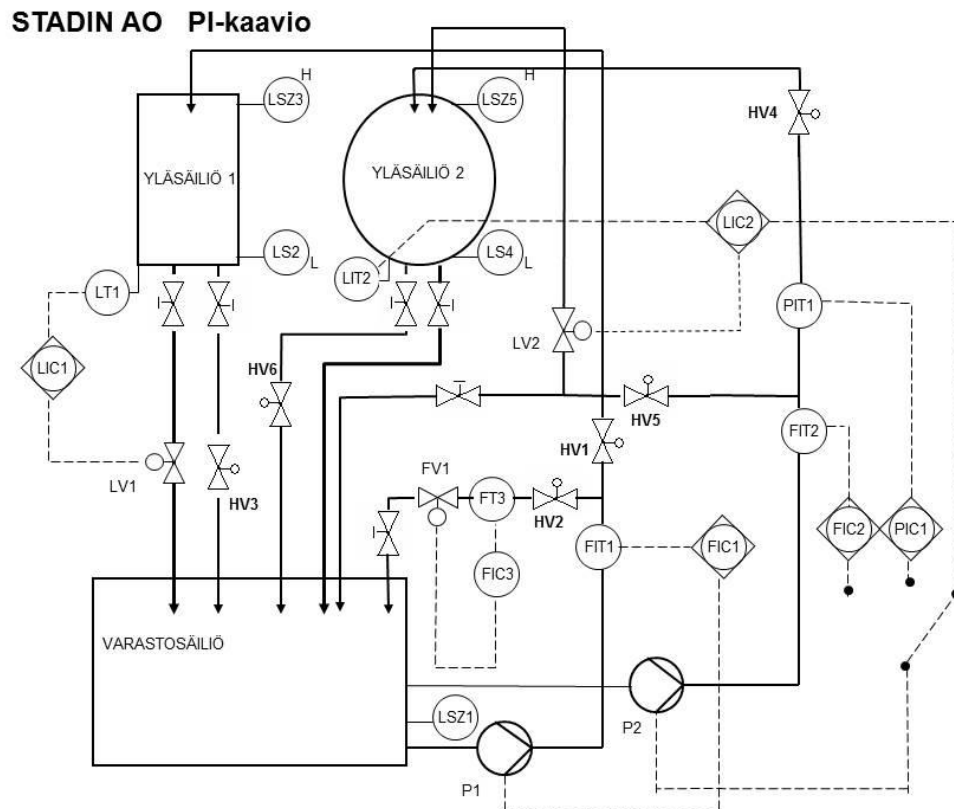 STADIN AO PI-kaavio
H
LSZ3
H
LSZ5
HV4
YLÄSÄILIÖ 1
YLÄSÄILIÖ 2
LIC2
LS2
L
LS4
L
LT1
LIT2
PIT1
LV2
LIC1
HV6
HV5
FIT2
HV1
LV1
HV3
FV1
FT3
HV2
FIT1
FIC1
FIC2
PIC1
FIC3
VARASTOSÄILIÖ
LSZ1
P2
P1